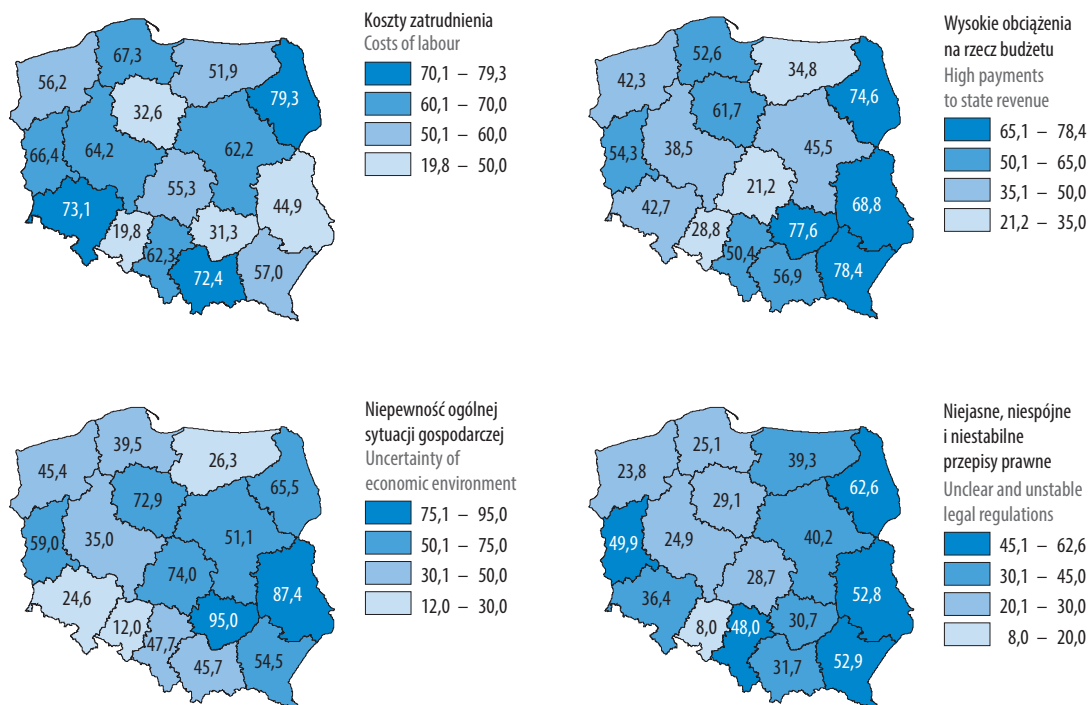 Koszty zatrudnienia
Costs of labour
70,1 – 79,3
60,1 – 70,0
50,1 – 60,0
19,8 – 50,0
67,3
56,2
51,9
79,3
32,6
66,4
64,2
62,2
55,3
44,9
73,1
19,8
31,3
62,3
72,4
57,0
Wysokie obciążenia
na rzecz budżetu
High payments
to state revenue
65,1 – 78,4
50,1 – 65,0
35,1 – 50,0
21,2 – 35,0
52,6
42,3
34,8
74,6
61,7
54,3
38,5
45,5
21,2
68,8
42,7
28,8
77,6
50,4
56,9
78,4
Niepewność ogólnej
sytuacji gospodarczej
Uncertainty of
economic environment
75,1 – 95,0
50,1 – 75,0
30,1 – 50,0
12,0 – 30,0
39,5
45,4
26,3
65,5
72,9
59,0
35,0
51,1
74,0
87,4
24,6
12,0
95,0
47,7
45,7
54,5
Niejasne, niespójne
i niestabilne
przepisy prawne
Unclear and unstable
legal regulations
45,1 – 62,6
30,1 – 45,0
20,1 – 30,0
8,0 – 20,0
25,1
23,8
39,3
62,6
29,1
49,9
24,9
40,2
28,7
52,8
36,4
8,0
48,0
30,7
31,7
52,9